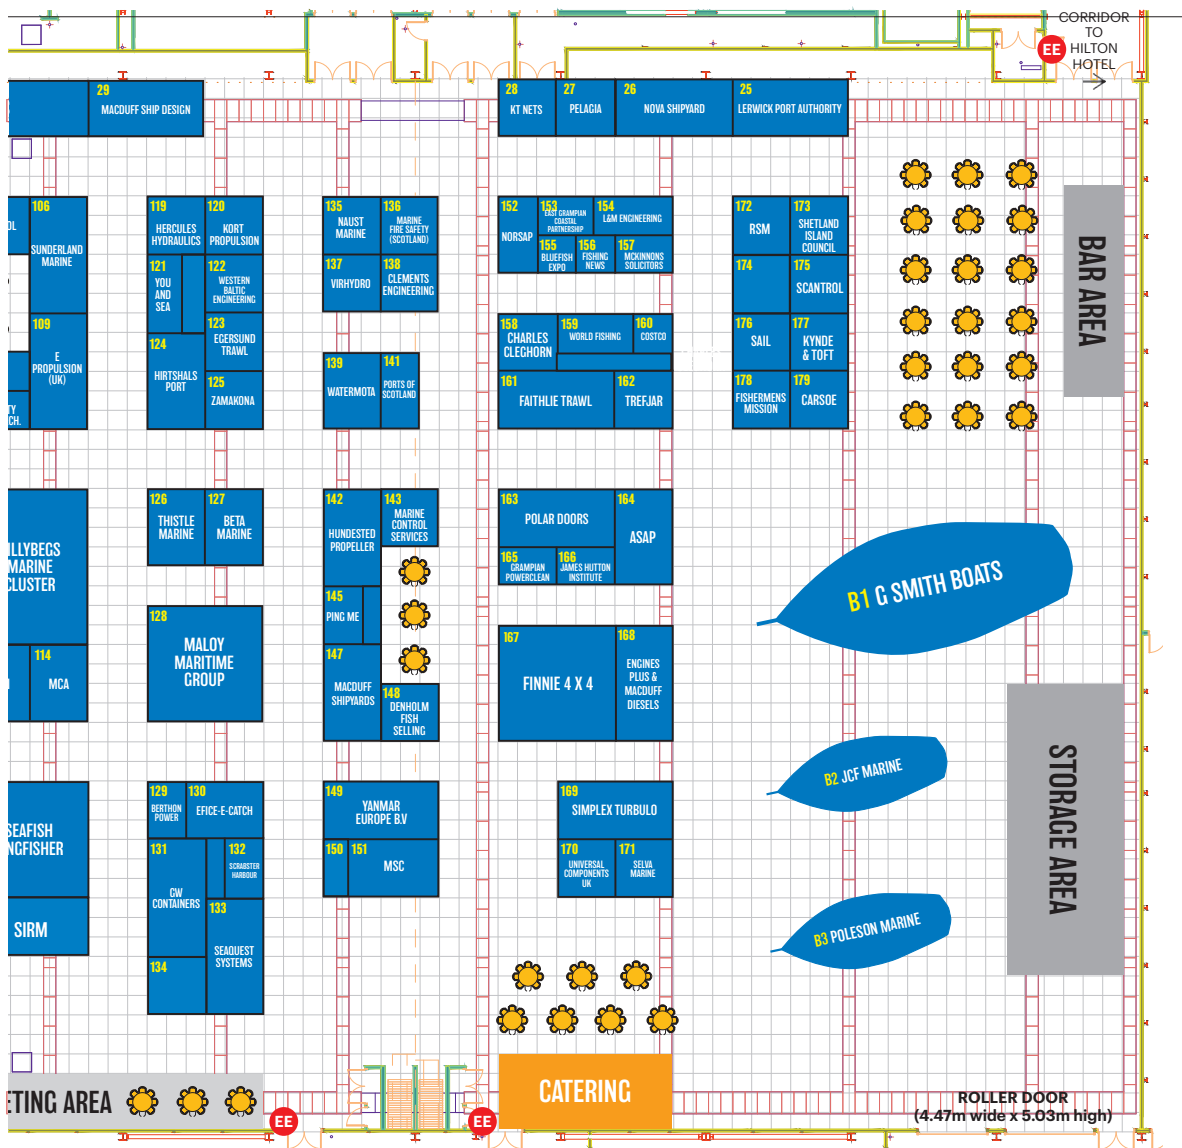 CORRIDOR
TO
HILTON
HOTEL
EE
29
MACDUFF SHIP DESIGN
28
KT NETS
27
PELAGIA
26
NOVA SHIPYARD
25
LERWICK PORT AUTHORITY
106
SUNDERLAND
MARINE
109
E
PROPULSION
(UK)
119
HERCULES
HYDRAULICS
120
KORT
PROPULSION
121
YOU
AND
SEA
122
WESTERN
BALTIC
ENGINEERING
123
EGERSUND
TRAWL
124
HIRTSHALS
PORT
125
ZAMAKONA
135
NAUST
MARINE
136
MARINE
FIRE SAFETY
(SCOTLAND)
137
VIRHYDRO
138
CLEMENTS
ENGINEERING
139
WATERMOTA
141
PORTS OF
SCOTLAND
152
NORSAP
153
EAST GRAMPIAN
COASTAL
PARTNERSHIP
154
L&M ENGINEERING
155
BLUEFISH
EXPO
156
FISHING
NEWS
157
MCKINNONS
SOLICITORS
158
CHARLES
CLEGHORN
159
WORLD FISHING
160
COSTCO
161
FAITHLIE TRAWL
162
TREFJAR
172
RSM
173
SHETLAND
ISLAND
COUNCIL
174
175
SCANTROL
176
SAIL
177
KYNDE
& TOFT
178
FISHERMENS
MISSION
179
CARSOE
BAR AREA
OL
TY
CH.
ILLYBEGS
MARINE
CLUSTER
114
MCA
126
THISTLE
MARINE
127
BETA
MARINE
128
MALOY
MARITIME
GROUP
142
HUNDESTED
PROPELLER
143
MARINE
CONTROL
SERVICES
145
PING ME
147
MACDUFF
SHIPYARDS
148
DENHOLM
FISH
SELLING
163
POLAR DOORS
164
ASAP
165
GRAMPIAN
POWERCLEAN
166
JAMES HUTTON
INSTITUTE
167
FINNIE 4 X 4
168
ENGINES
PLUS &
MACDUFF
DIESELS
B1 G SMITH BOATS
B2 JCF MARINE
B3 POLESON MARINE
STORAGE AREA
SEAFISH
NGFISHER
SIRM
129
BERTHON
POWER
130
EFICE-E-CATCH
131
GW
CONTAINERS
132
SCRABSTER
HARBOUR
133
SEAQUEST
SYSTEMS
134
149
YANMAR
EUROPE B.V
150
151
MSC
169
SIMPLEX TURBULO
170
UNIVERSAL
COMPONENTS
UK
171
SELVA
MARINE
ETING AREA
EE
EE
CATERING
ROLLER DOOR
(4.47m wide x 5.03m high)